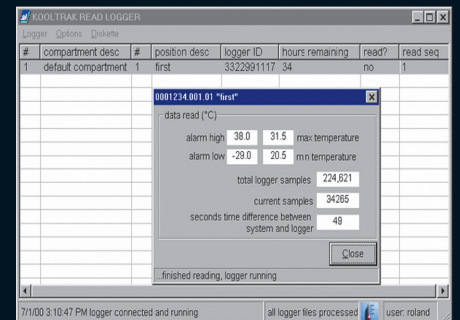 KOOLTRAK READ LOGGER
Logger Options Diskette
# compartment desc # position desc logger ID hours remaining read? read seq
1 default compartment 1 first 3322991117 34 no 1
0001234.001.01 "first"
data read (°C)
alarm high 38.0 31.5 max temperature
alarm low -29.0 20.5 min temperature
total logger samples 224,621
current samples 34265
seconds time difference between 49
system and logger
Close
...finished reading, logger running
7/1/00 3:10:47 PM logger connected and running all logger files processed user: roland